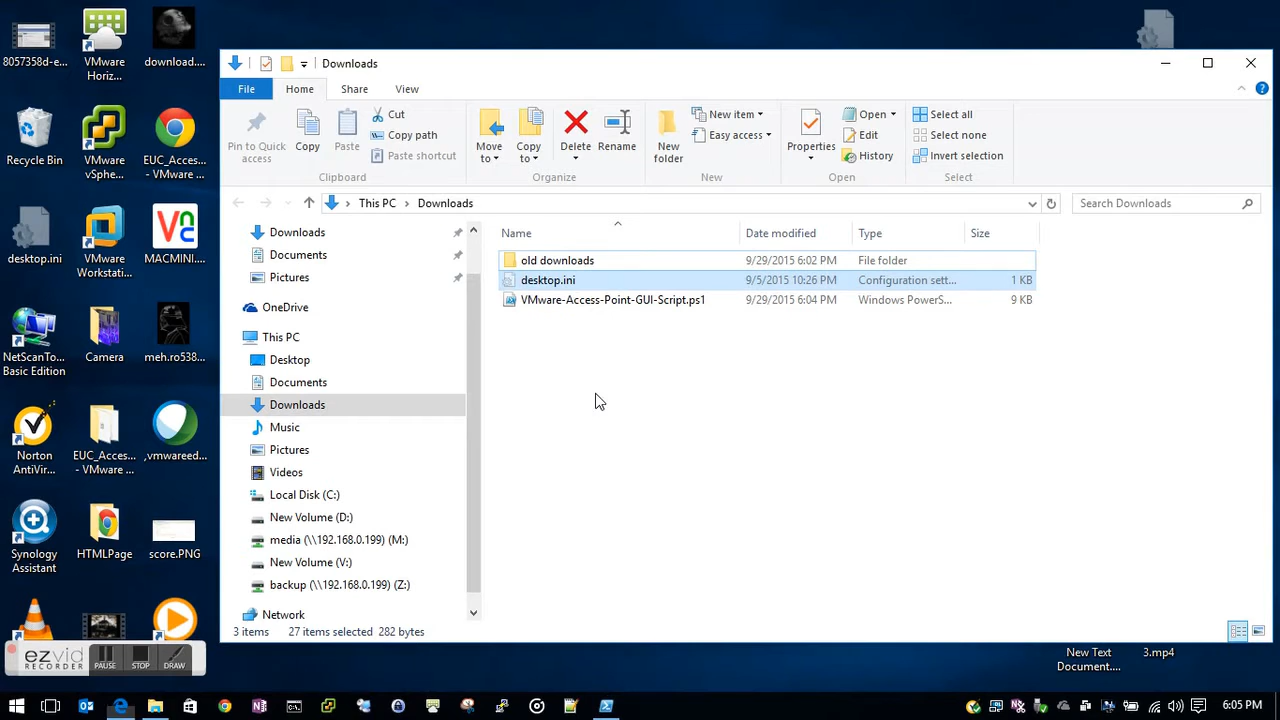 8057358d-e...
VMware
Horiz...
download....
Recycle Bin
VMware
vSphe...
EUC_Acces...
- VMware ...
desktop.ini
VMware
Workstati...
MACMINI....
NetScanTo...
Basic Edition
Camera
meh.ro538...
Norton
AntiVir...
EUC_Acces...
- VMware ...
,vmwareed...
Synology
Assistant
HTMLPage
score.PNG
ezvid
RECORDER
PAUSE
STOP
DRAW
Downloads
File
Home
Share
View
Pin to Quick
access
Copy
Paste
Cut
Copy path
Paste shortcut
Clipboard
Move
to
Copy
to
Delete
Rename
Organize
New
folder
New item
Easy access
New
Properties
Open
Edit
History
Open
Select all
Select none
Invert selection
Select
This PC
Downloads
Search Downloads
Downloads
Documents
Pictures
OneDrive
This PC
Desktop
Documents
Downloads
Music
Pictures
Videos
Local Disk (C:)
New Volume (D:)
media (\\192.168.0.199) (M:)
New Volume (V:)
backup (\\192.168.0.199) (Z:)
Network
Name Date modified Type Size
old downloads 9/29/2015 6:02 PM File folder
desktop.ini 9/5/2015 10:26 PM Configuration sett... 1 KB
VMware-Access-Point-GUI-Script.ps1 9/29/2015 6:04 PM Windows PowerS... 9 KB
3 items 27 items selected 282 bytes
New Text
Document....
3.mp4
6:05 PM